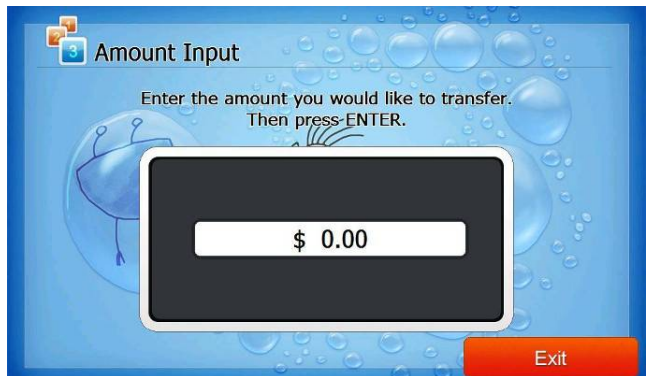 Amount Input
Enter the amount you would like to transfer.
Then press ENTER.
$ 0.00
Exit